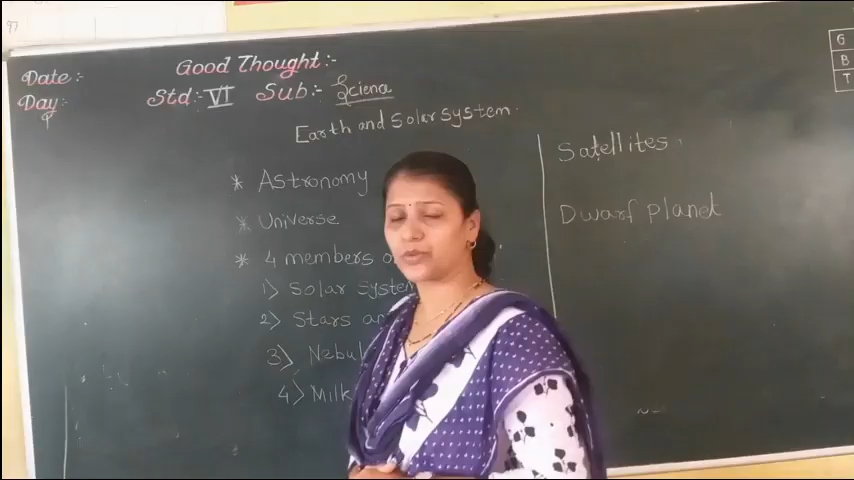 Date :-
Good Thought :-
Day :-
Std :- VI Sub :- Science
Earth and Solar system.
* Astronomy
* Universe
* 4 members
1) Solar system
2) Stars
3)
4) Milk
Satellites.
Dwarf planet
G
B
T